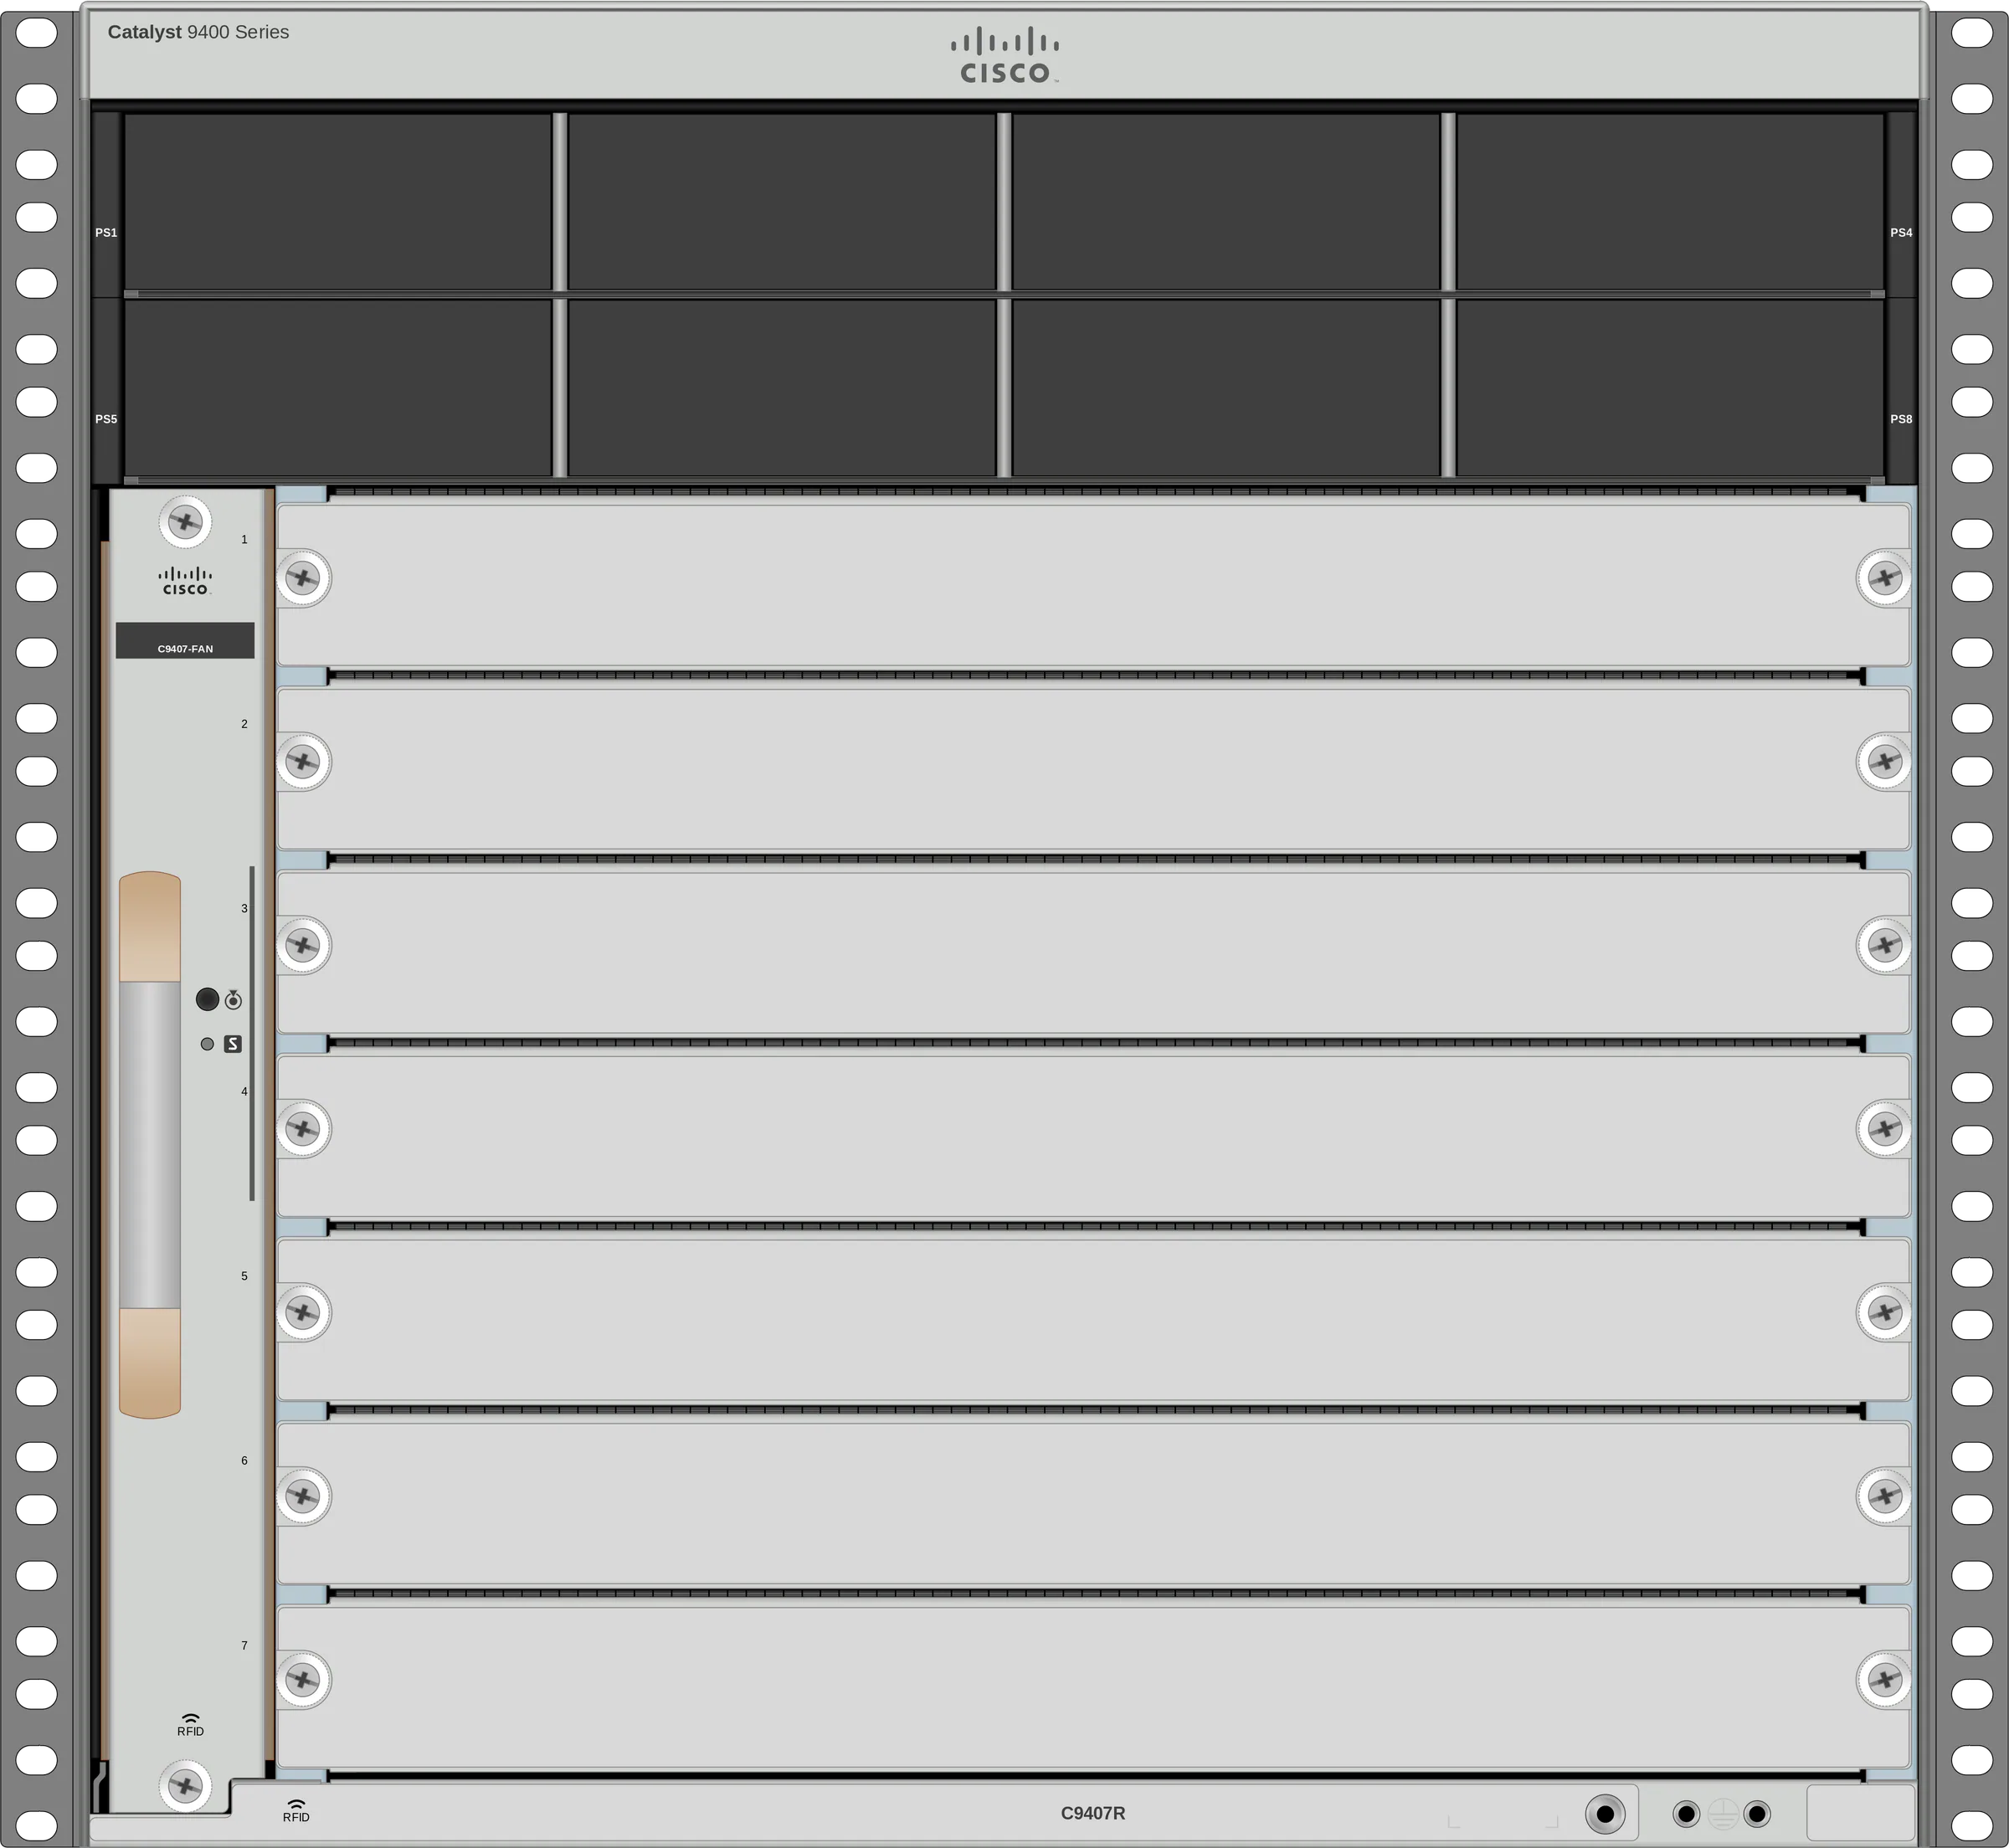 Catalyst 9400 Series
CISCO
PS1
PS4
PS5
PS8
1
CISCO
C9407-FAN
2
3
S
4
5
6
7
RFID
RFID
C9407R